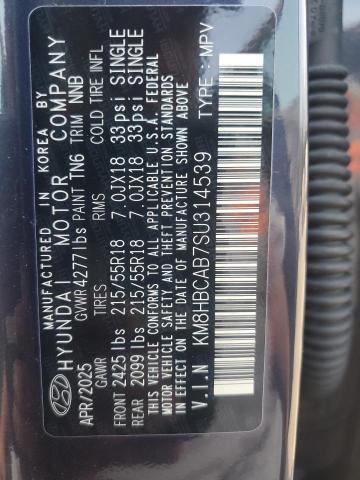 MANUFACTURED IN KOREA BY
HYUNDAI MOTOR COMPANY
APR/2025 GVWR 4277lbs PAINT TN6 TRIM NNB
GAWR TIRES RIMS COLD TIRE INFL
FRONT 2425 lbs 215/55R18 7.0JX18 33psi SINGLE
REAR 2099 lbs 215/55R18 7.0JX18 33psi SINGLE
THIS VEHICLE CONFORMS TO ALL APPLICABLE U.S.A. FEDERAL
MOTOR VEHICLE SAFETY AND THEFT PREVENTION STANDARDS
IN EFFECT ON THE DATE OF MANUFACTURE SHOWN ABOVE.
V.I.N KM8HBCAB7SU314539 TYPE : MPV